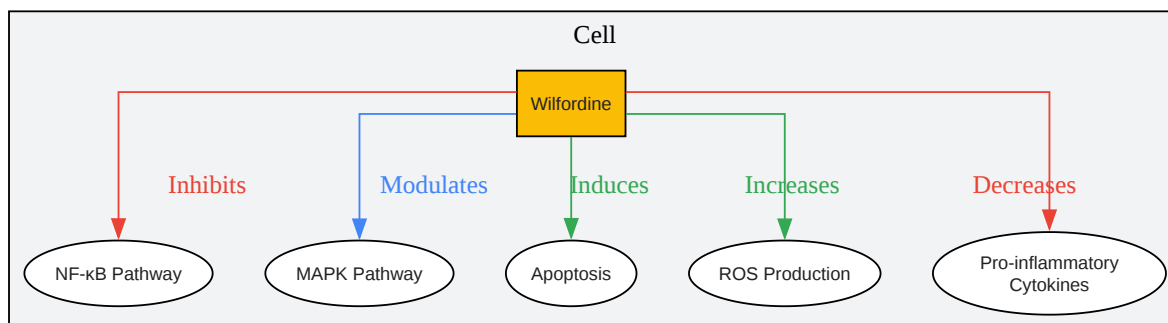 Cell
Wilfordine
Inhibits
Modulates
Induces
Increases
Decreases
NF-κB Pathway
MAPK Pathway
Apoptosis
ROS Production
Pro-inflammatory
Cytokines